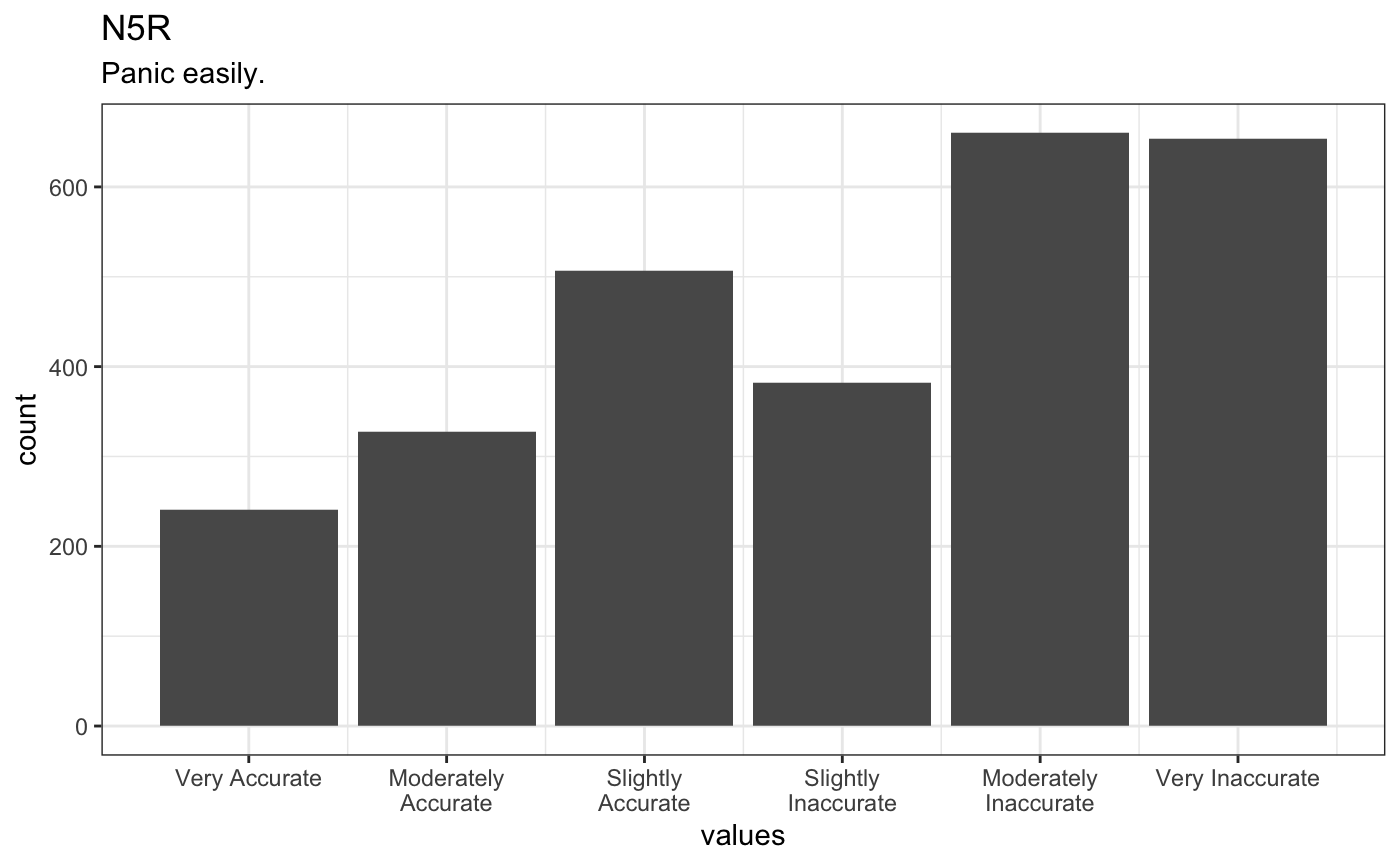 N5R
Panic easily.
count
600
400
200
0
Very Accurate
Moderately
Accurate
Slightly
Accurate
Slightly
Inaccurate
Moderately
Inaccurate
Very Inaccurate
values